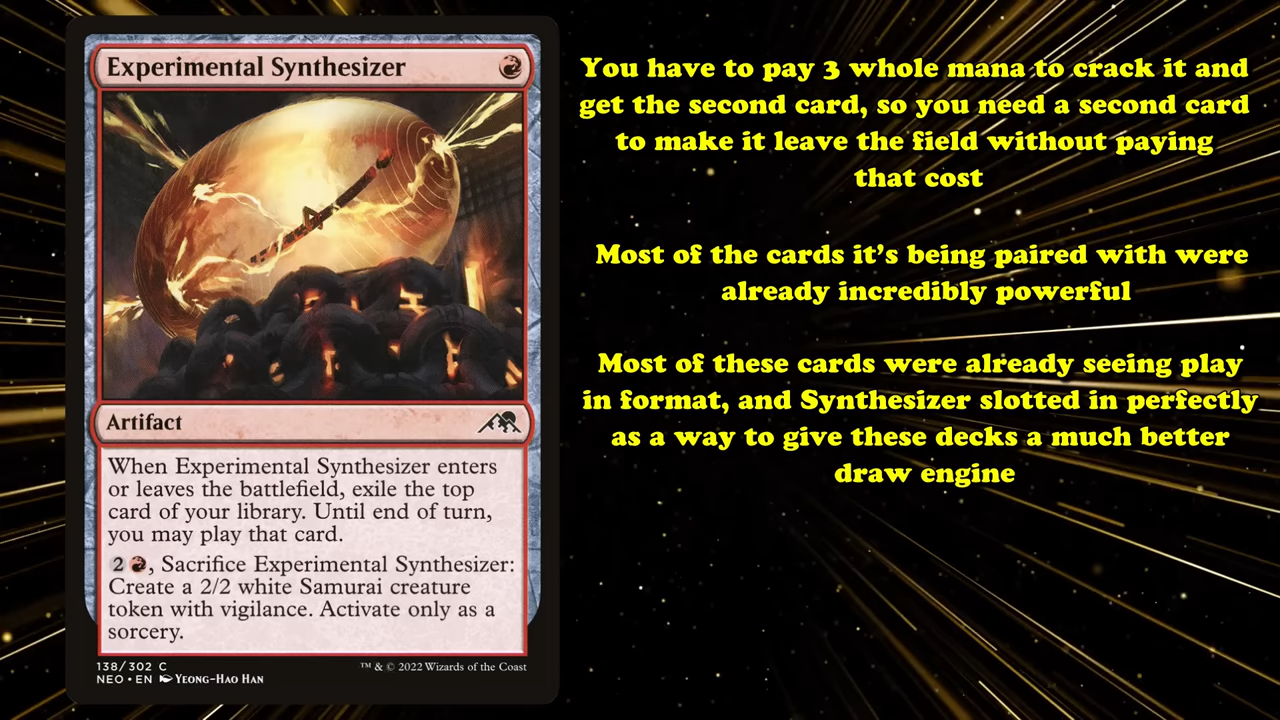 Experimental Synthesizer
Artifact
When Experimental Synthesizer enters
or leaves the battlefield, exile the top
card of your library. Until end of turn,
you may play that card.
2, Sacrifice Experimental Synthesizer:
Create a 2/2 white Samurai creature
token with vigilance. Activate only as a
sorcery.
138/302 C
NEO • EN Yeong-Hao Han
™ & © 2022 Wizards of the Coast
You have to pay 3 whole mana to crack it and
get the second card, so you need a second card
to make it leave the field without paying
that cost
Most of the cards it’s being paired with were
already incredibly powerful
Most of these cards were already seeing play
in format, and Synthesizer slotted in perfectly
as a way to give these decks a much better
draw engine